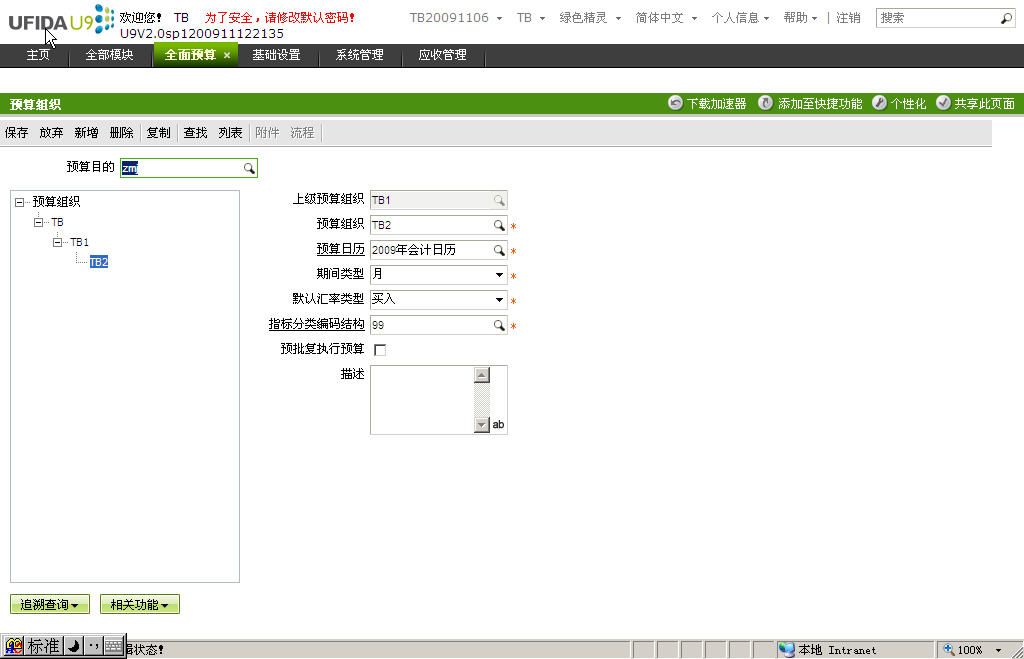 UFIDA U9 欢迎您! TB 为了安全，请修改默认密码! TB20091106 TB 绿色精灵 简体中文 个人信息 帮助 注销 搜索
U9V2.0sp1200911122135
主页 全部模块 全面预算 × 基础设置 系统管理 应收管理
预算组织 下载加速器 添加至快捷功能 个性化 共享此页面
保存 放弃 新增 删除 复制 查找 列表 附件 流程
预算目的 zmj
预算组织
TB
TB1
TB2
上级预算组织 TB1
预算组织 TB2 *
预算日历 2009年会计日历 *
期间类型 月 *
默认汇率类型 买入 *
指标分类编码结构 99 *
预批复执行预算
描述
ab
追溯查询 相关功能
标准 状态! 本地 Intranet 100%